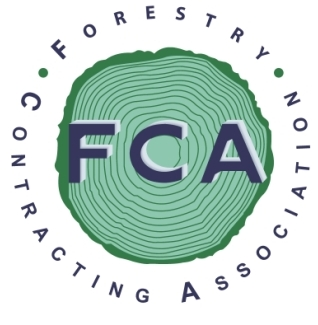 FORESTRY
CONTRACTING ASSOCIATION
FCA